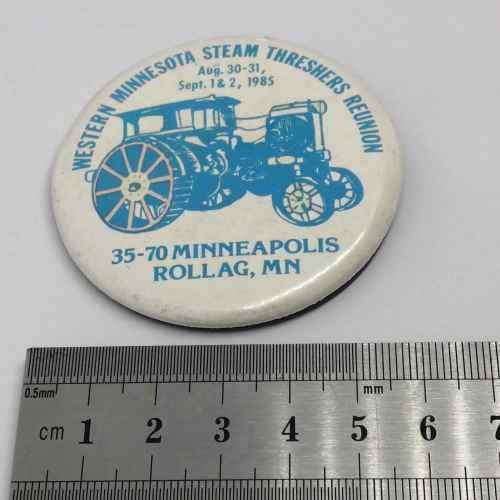 WESTERN MINNESOTA STEAM THRESHERS REUNION
Aug. 30-31,
Sept. 1 & 2, 1985
35-70 MINNEAPOLIS
ROLLAG, MN
0.5mm
mm
cm 1 2 3 4 5 6 7